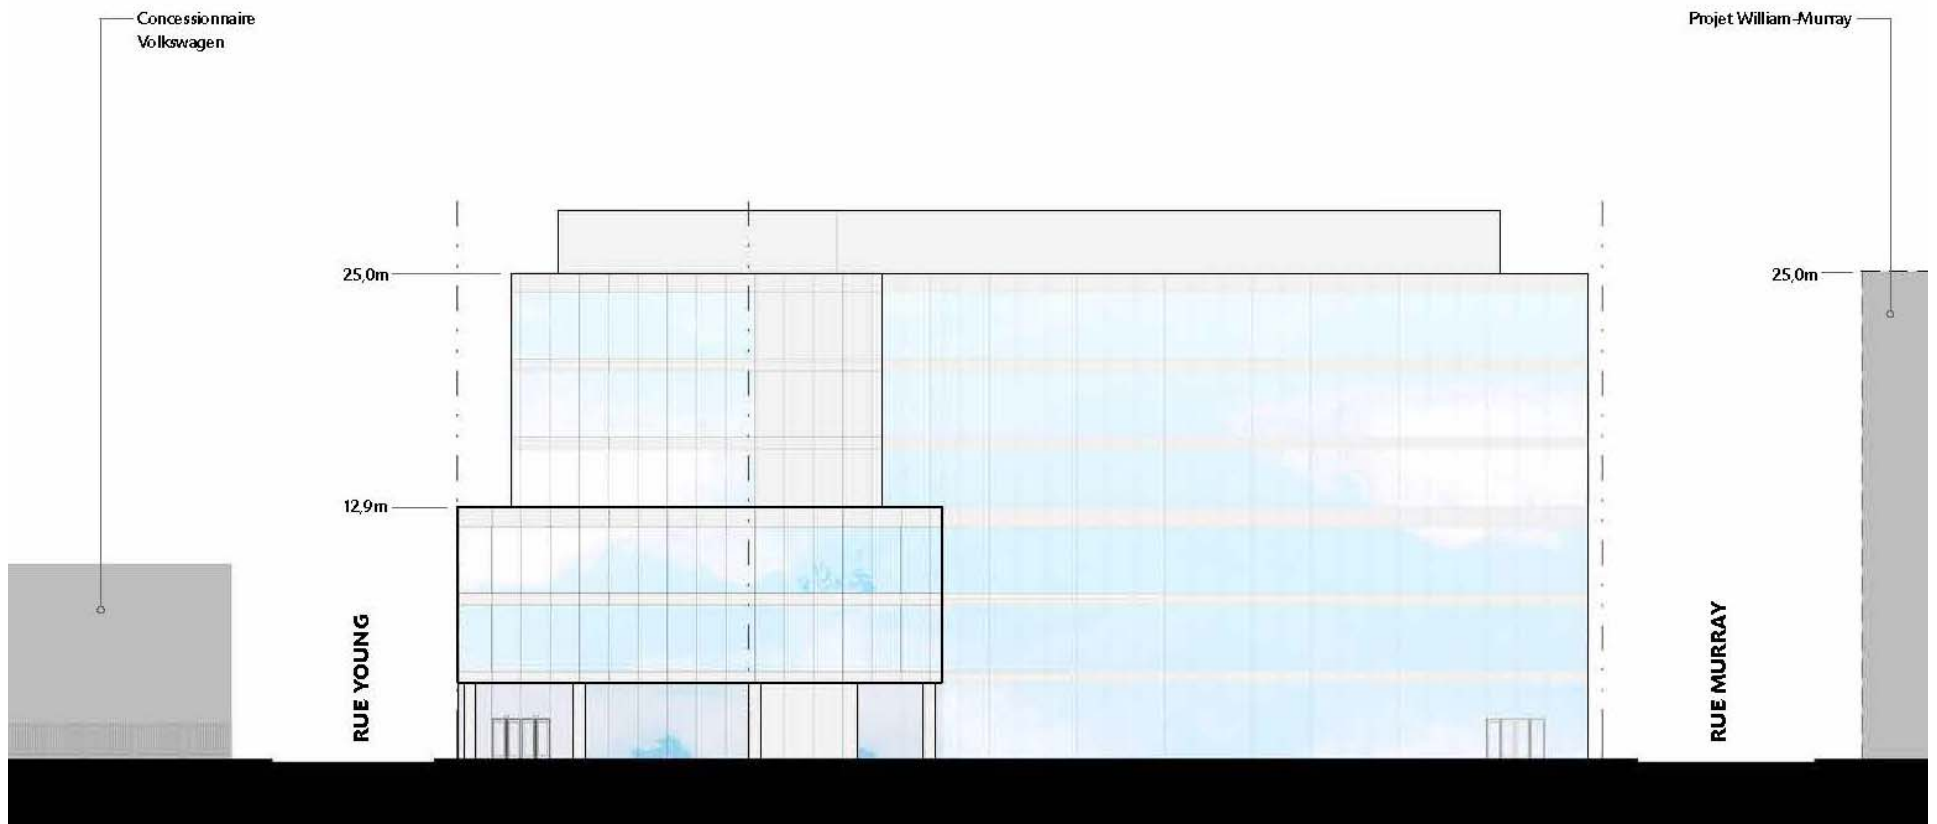 Concessionnaire
Volkswagen
Projet William-Murray
25,0m
25,0m
12,9m
RUE YOUNG
RUE MURRAY